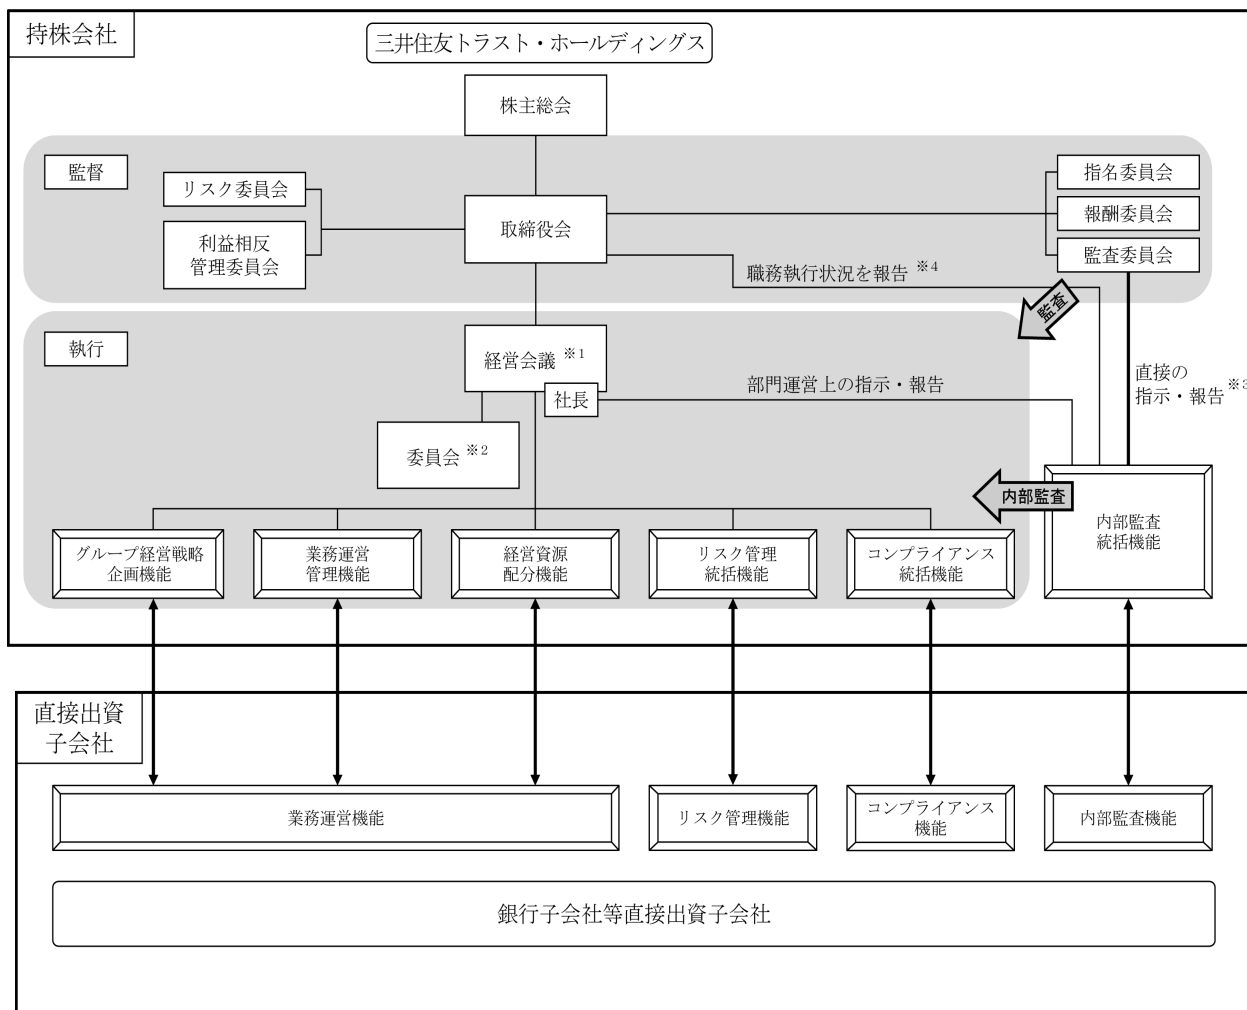 持株会社
三井住友トラスト・ホールディングス
株主総会
監督
リスク委員会
利益相反
管理委員会
取締役会
指名委員会
報酬委員会
監査委員会
職務執行状況を報告※4
監査
執行
経営会議※1
社長
委員会※2
部門運営上の指示・報告
直接の
指示・報告※3
内部監査
内部監査
統括機能
グループ経営戦略
企画機能
業務運営
管理機能
経営資源
配分機能
リスク管理
統括機能
コンプライアンス
統括機能
直接出資
子会社
業務運営機能
リスク管理機能
コンプライアンス
機能
内部監査機能
銀行子会社等直接出資子会社